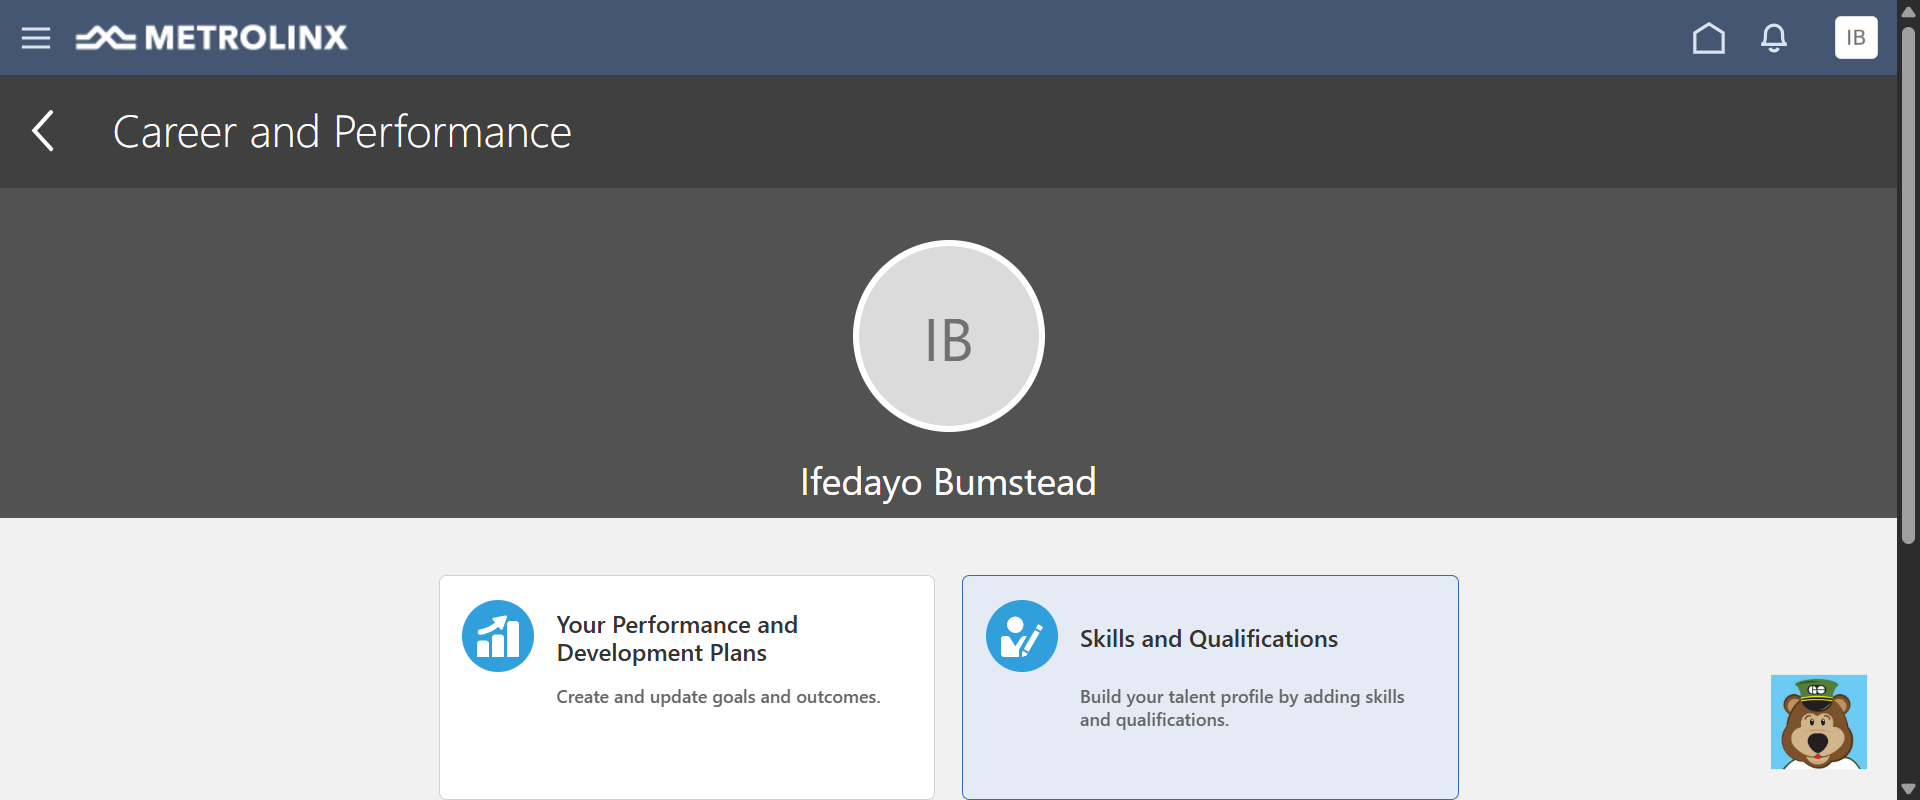 METROLINX
IB
Career and Performance
IB
Ifedayo Bumstead
Your Performance and
Development Plans
Create and update goals and outcomes.
Skills and Qualifications
Build your talent profile by adding skills
and qualifications.